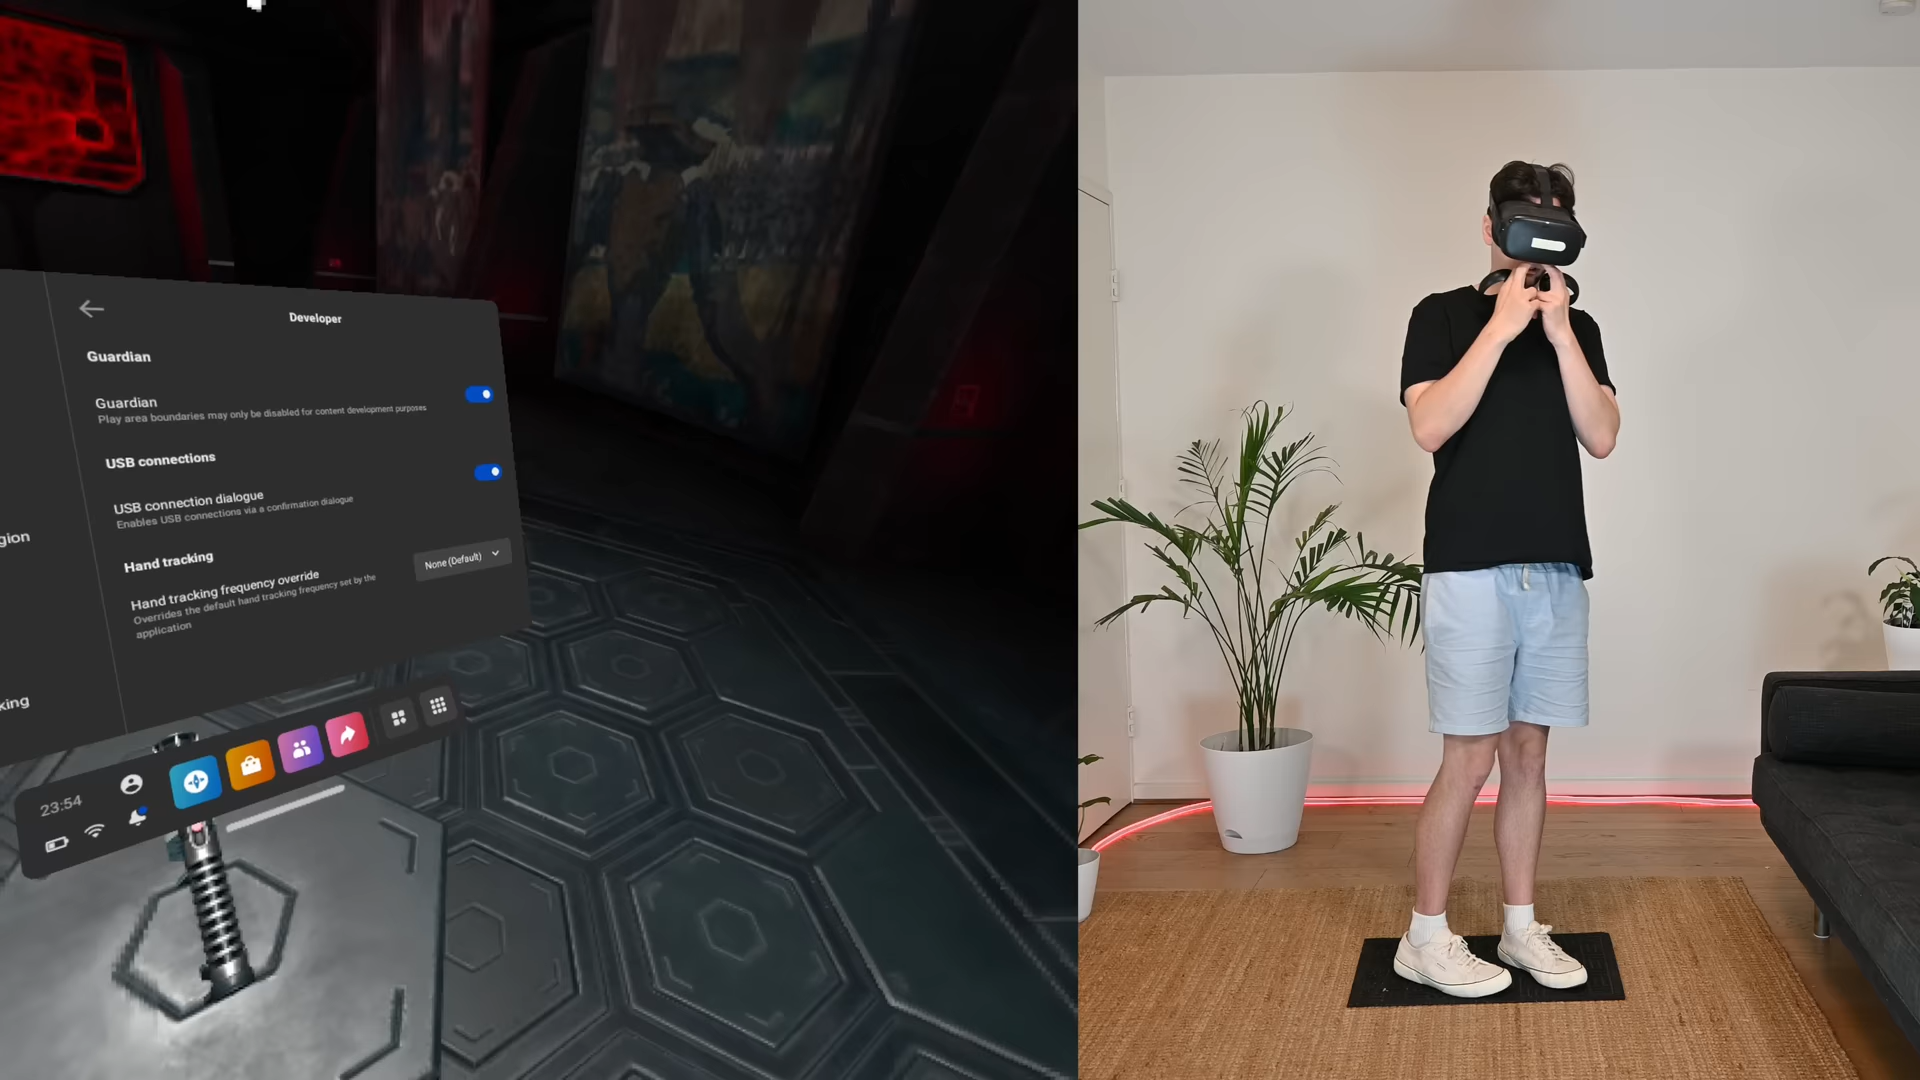 Developer
Guardian
Guardian
Play area boundaries may only be disabled for content development purposes
USB connections
USB connection dialogue
Enables USB connections via a confirmation dialogue
gion
Hand tracking
Hand tracking frequency override
None (Default)
Overrides the default hand tracking frequency set by the
application
king
23:54